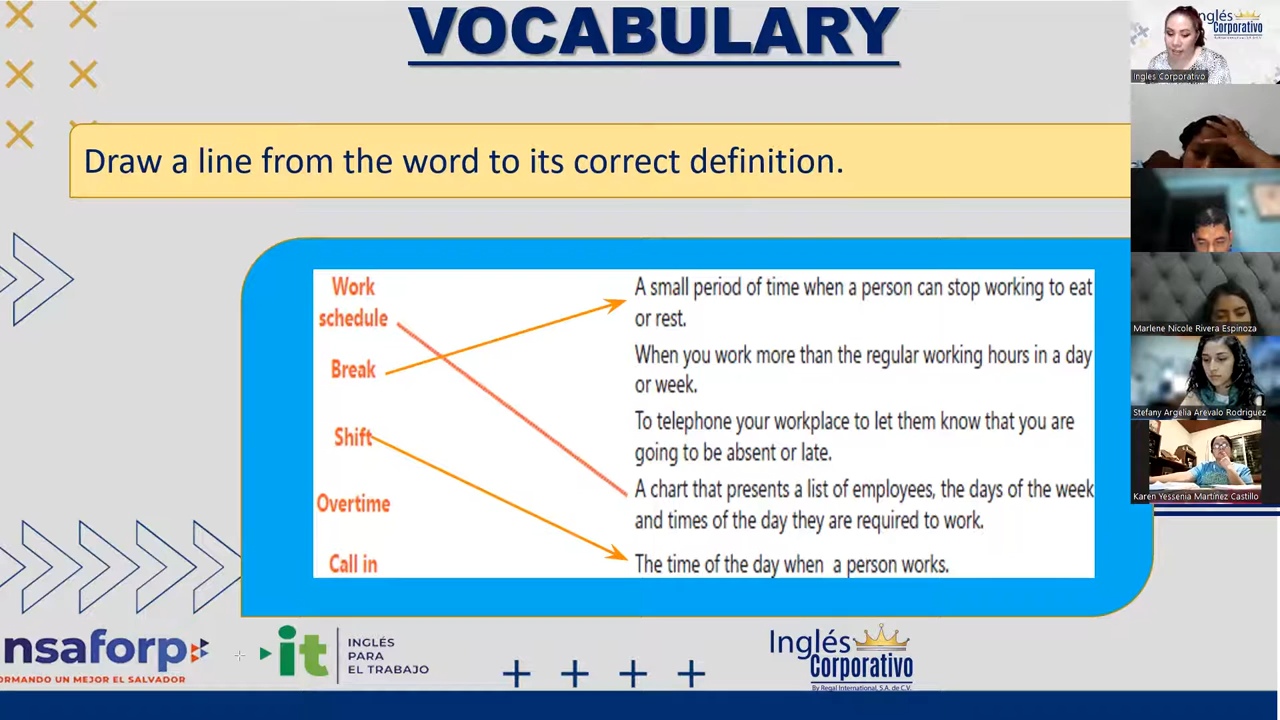 VOCABULARY
Draw a line from the word to its correct definition.
Work
schedule
Break
Shift
Overtime
Call in
A small period of time when a person can stop working to eat
or rest.
When you work more than the regular working hours in a day
or week.
To telephone your workplace to let them know that you are
going to be absent or late.
A chart that presents a list of employees, the days of the week
and times of the day they are required to work.
The time of the day when a person works.
nsaforp
ORMANDO UN MEJOR EL SALVADOR
it
INGLÉS
PARA
EL TRABAJO
Inglés
Corporativo
By Regal International, S.A. de C.V.
Inglés
Corporativo
Ingles Corporativo
Marlene Nicole Rivera Espinoza
Stefany Argelia Arevalo Rodriguez
Karen Yessenia Martinez Castillo